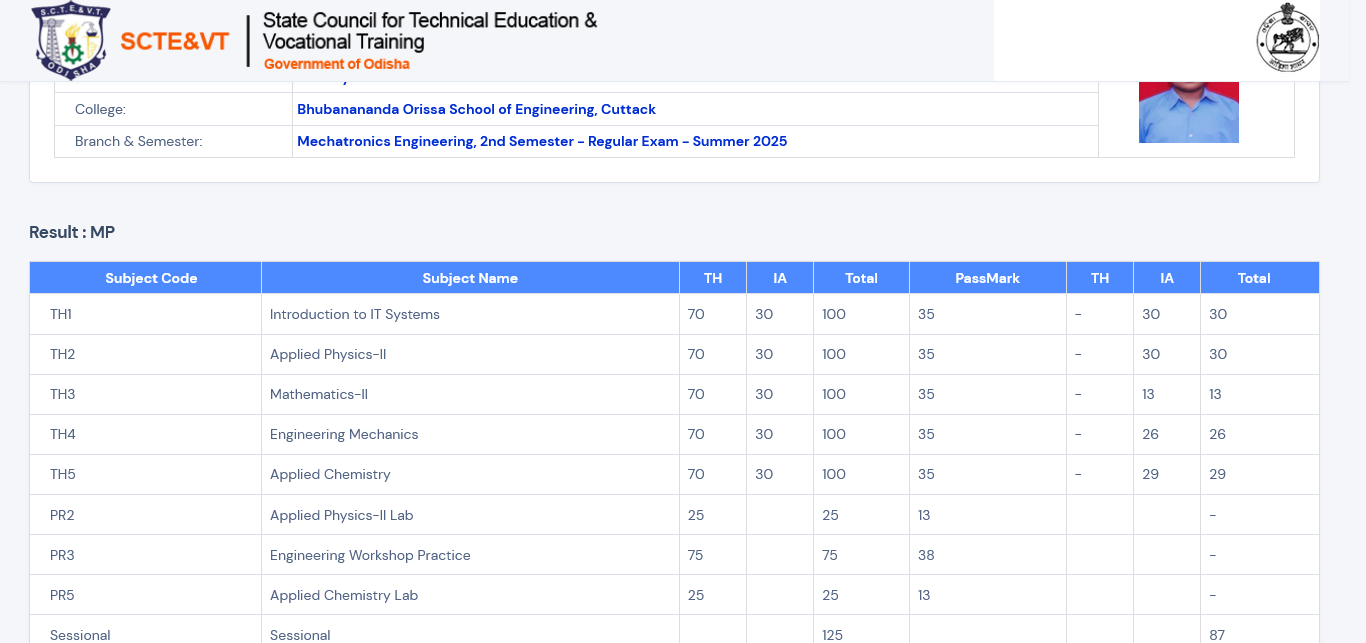 S.C.T.E.&V.T.
ODISHA
SCTE&VT
State Council for Technical Education &
Vocational Training
Government of Odisha
College: Bhubanananda Orissa School of Engineering, Cuttack
Branch & Semester: Mechatronics Engineering, 2nd Semester - Regular Exam - Summer 2025
Result : MP
Subject Code Subject Name TH IA Total PassMark TH IA Total
TH1 Introduction to IT Systems 70 30 100 35 - 30 30
TH2 Applied Physics-II 70 30 100 35 - 30 30
TH3 Mathematics-II 70 30 100 35 - 13 13
TH4 Engineering Mechanics 70 30 100 35 - 26 26
TH5 Applied Chemistry 70 30 100 35 - 29 29
PR2 Applied Physics-II Lab 25 25 13 -
PR3 Engineering Workshop Practice 75 75 38 -
PR5 Applied Chemistry Lab 25 25 13 -
Sessional Sessional 125 87